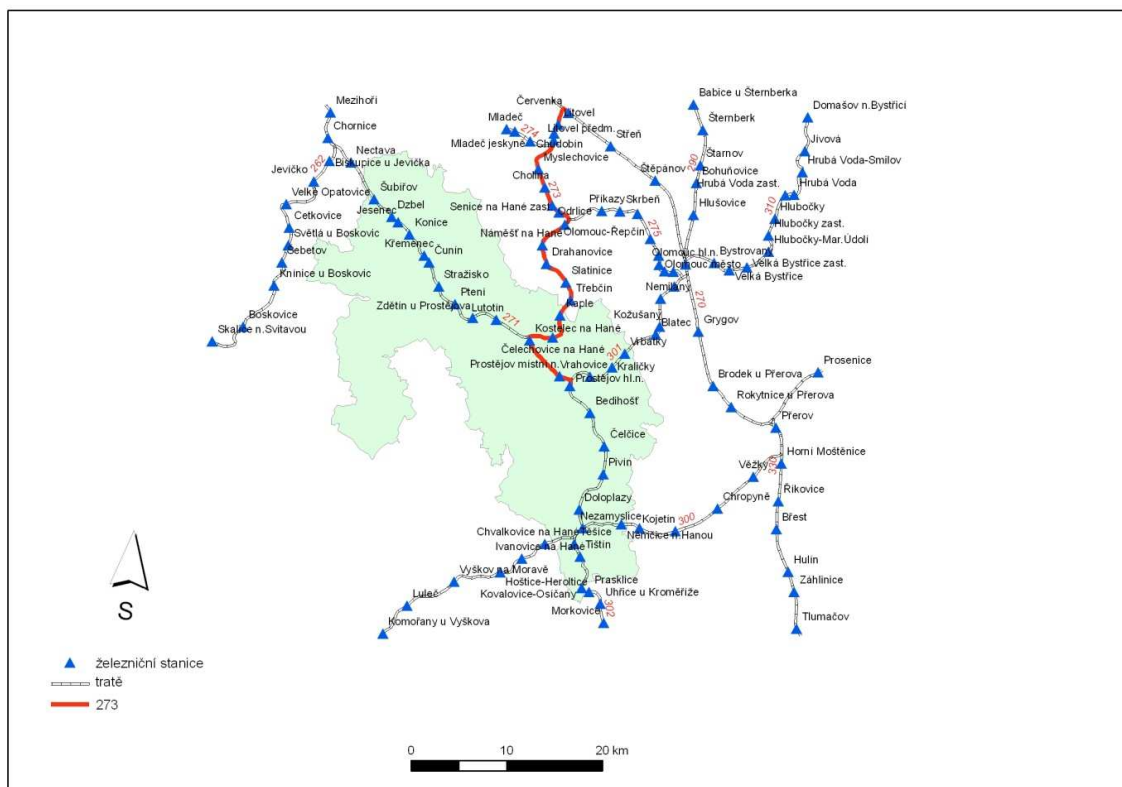 Babice u Šternberka
Mezihoří
Červenka
Litovel
Domašov n.Bystřicí
Mladeč
274
Litovel předm.
Šternberk
Chornice
Střeň
Mladeč jeskyně
Chudobin
Jivová
Nectava
Myslechovice
Štarnov
290
Hrubá Voda-Smilov
262
Biskupice u Jevíčka
Jevíčko
Cholina
Štěpánov
Bohuňovice
Hrubá Voda zast.
Hrubá Voda
Velké Opatovice
Šubířov
273
Jesenec
Dzbel
Senice na Hané zast.
Odrlice
Příkazy
Skrbeň
Hlušovice
310
Hlubočky
Cetkovice
Konice
Hlubočky zast.
Světlá u Boskovic
Náměšť na Hané
Olomouc-Řepčín
275
Křemenec
Čunín
Drahanovice
Olomouc hl.n.
Bystrovany
Hlubočky-Mar.Údolí
Šebetov
Olomouc město
Velká Bystřice zast.
Kninice u Boskovic
Stražisko
Slatinice
Velká Bystřice
Třebčín
Nemilany
270
Ptení
Kaple
Zdětín u Prostějova
Lutotín
271
Kožušany
Boskovice
Blatec
Grygov
Skalice n.Svitavou
Kostelec na Hané
Vrbátky
Čelechovice na Hané
301
Prostějov místní n.
Vrahovice
Kraličky
Prosenice
Prostějov hl.n.
Brodek u Přerova
Bedihošť
Rokytnice u Přerova
Přerov
Čelčice
Horní Moštěnice
330
Pivín
Věžky
Říkovice
Chropyně
Doloplazy
Nezamyslice
Kojetín
300
Břest
Chvalkovice na Hané
Těšice
Němčice n.Hanou
Ivanovice na Hané
Tištín
Hulín
Vyškov na Moravě
Hoštice-Heroltice
Prasklice
Záhlinice
Kovalovice-Osíčany
Uhřice u Kroměříže
Luleč
Morkovice
302
Tlumačov
Komořany u Vyškova
S
železniční stanice
tratě
273
0 10 20 km